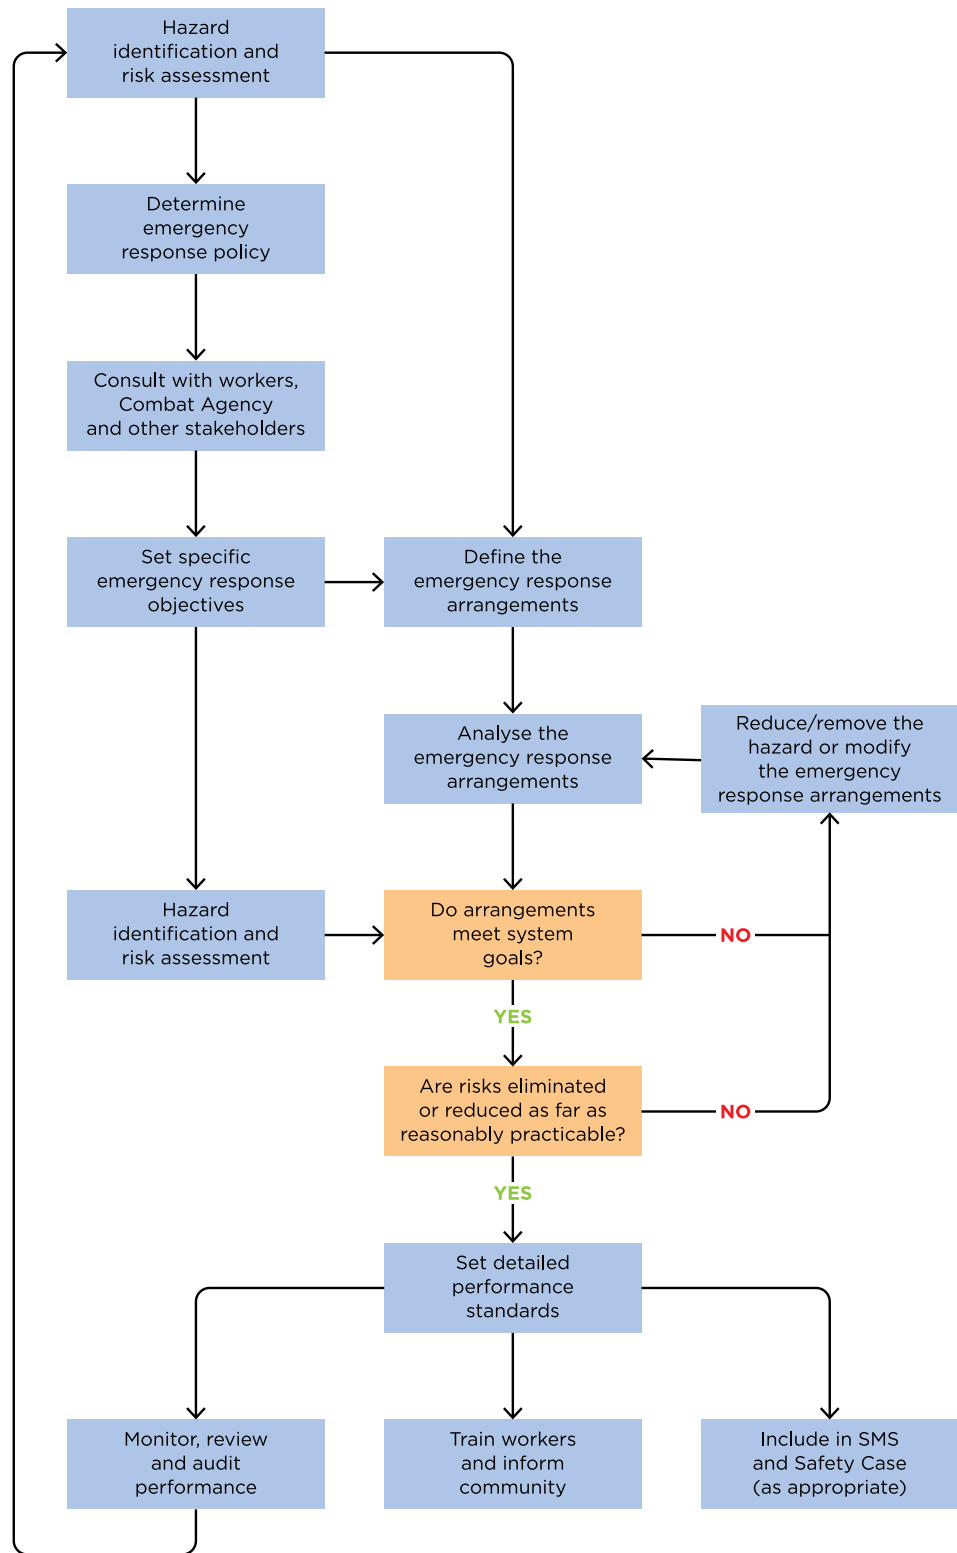 Hazard
identification and
risk assessment
Determine
emergency
response policy
Consult with workers,
Combat Agency
and other stakeholders
Set specific
emergency response
objectives
Define the
emergency response
arrangements
Analyse the
emergency response
arrangements
Reduce/remove the
hazard or modify
the emergency
response arrangements
Hazard
identification and
risk assessment
Do arrangements
meet system
goals?
NO
YES
Are risks eliminated
or reduced as far as
reasonably practicable?
NO
YES
Set detailed
performance
standards
Monitor, review
and audit
performance
Train workers
and inform
community
Include in SMS
and Safety Case
(as appropriate)